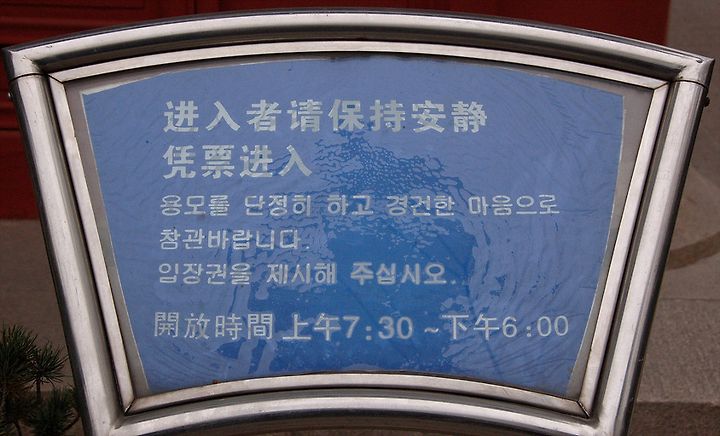 进入者请保持安静
凭票进入
용모를 단정히 하고 경건한 마음으로
참관바랍니다.
입장권을 제시해 주십시오.
開放時間 上午7:30 ~下午6:00